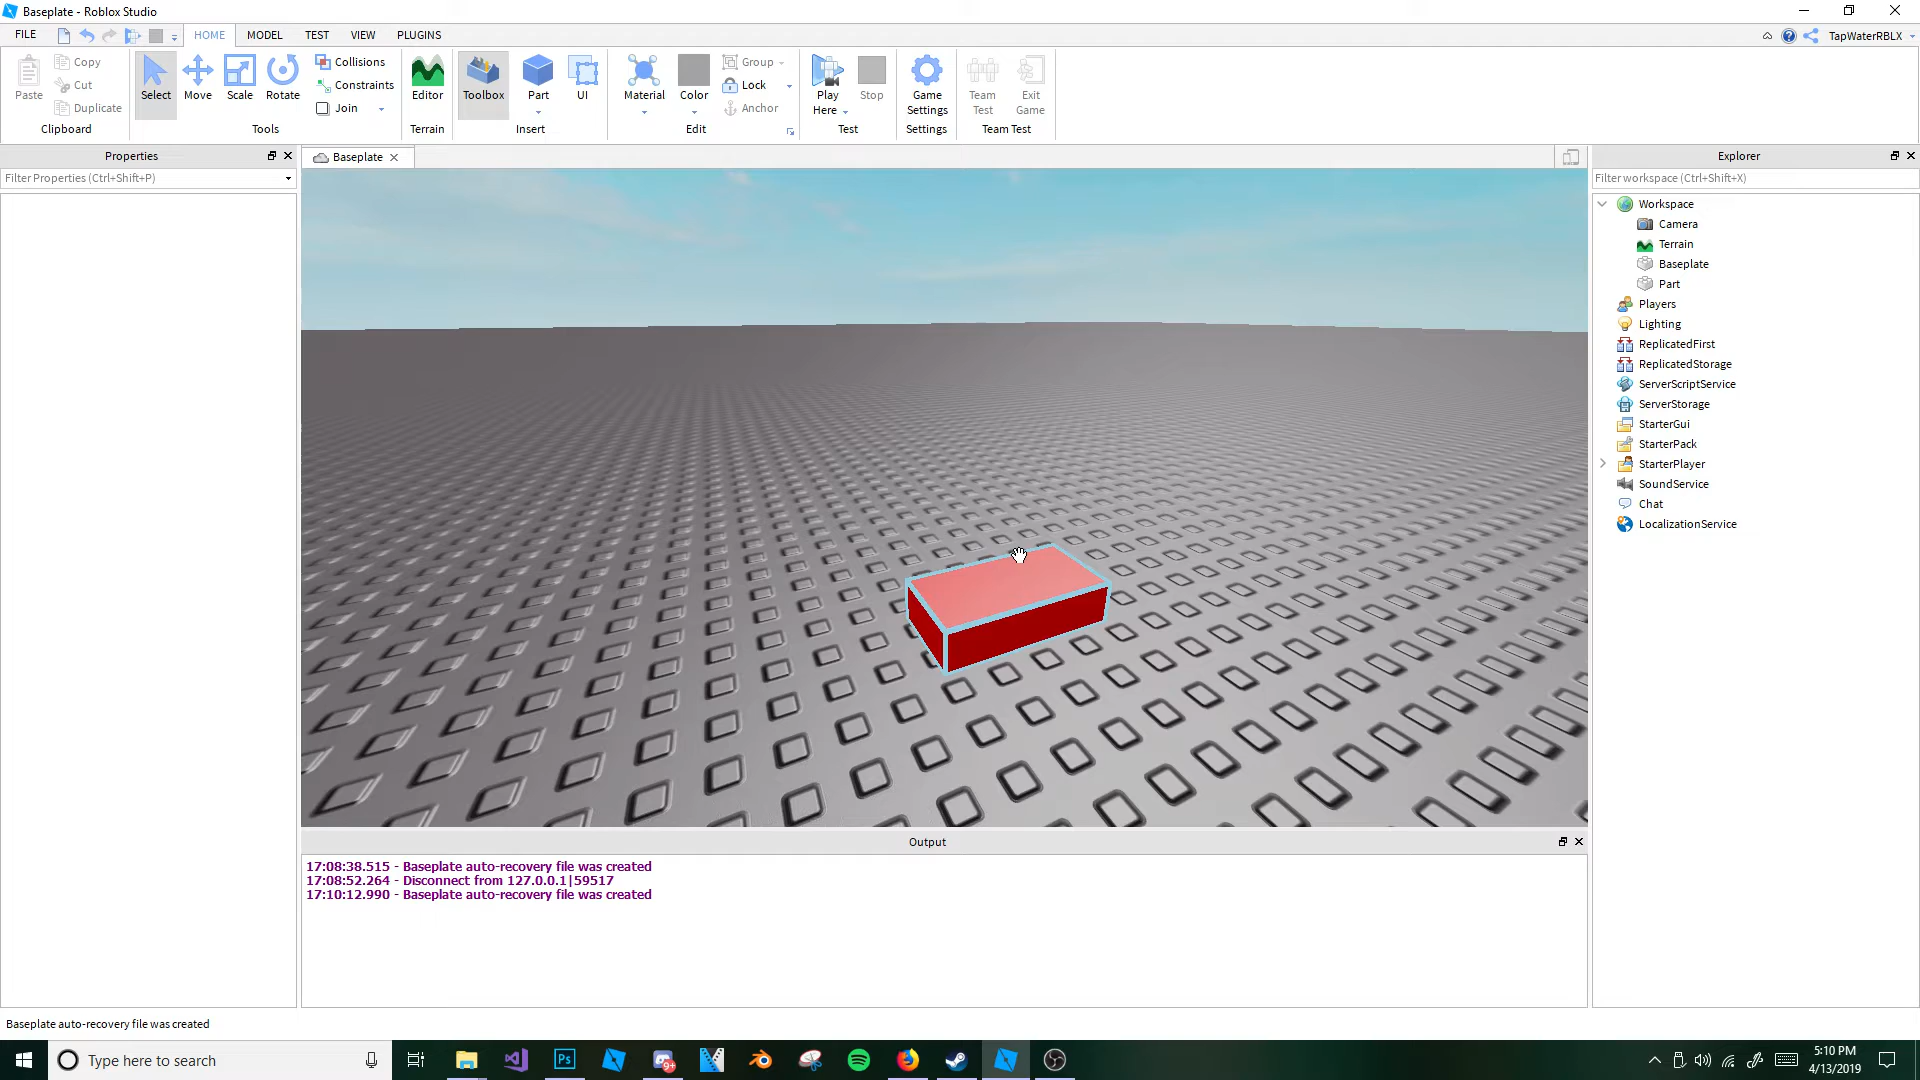 Baseplate - Roblox Studio
FILE HOME MODEL TEST VIEW PLUGINS TapWaterRBLX
Paste Copy Cut Duplicate
Clipboard
Select Move Scale Rotate Collisions Constraints Join
Tools
Editor
Terrain
Toolbox Part UI
Insert
Material Color Group Lock Anchor
Edit
Play Here Stop
Test
Game Settings
Settings
Team Test Exit Game
Team Test
Properties
Filter Properties (Ctrl+Shift+P)
Baseplate
Explorer
Filter workspace (Ctrl+Shift+X)
Workspace
Camera
Terrain
Baseplate
Part
Players
Lighting
ReplicatedFirst
ReplicatedStorage
ServerScriptService
ServerStorage
StarterGui
StarterPack
StarterPlayer
SoundService
Chat
LocalizationService
Output
17:08:38.515 - Baseplate auto-recovery file was created
17:08:52.264 - Disconnect from 127.0.0.1|59517
17:10:12.990 - Baseplate auto-recovery file was created
Baseplate auto-recovery file was created
Type here to search
Ps
9+
5:10 PM
4/13/2019